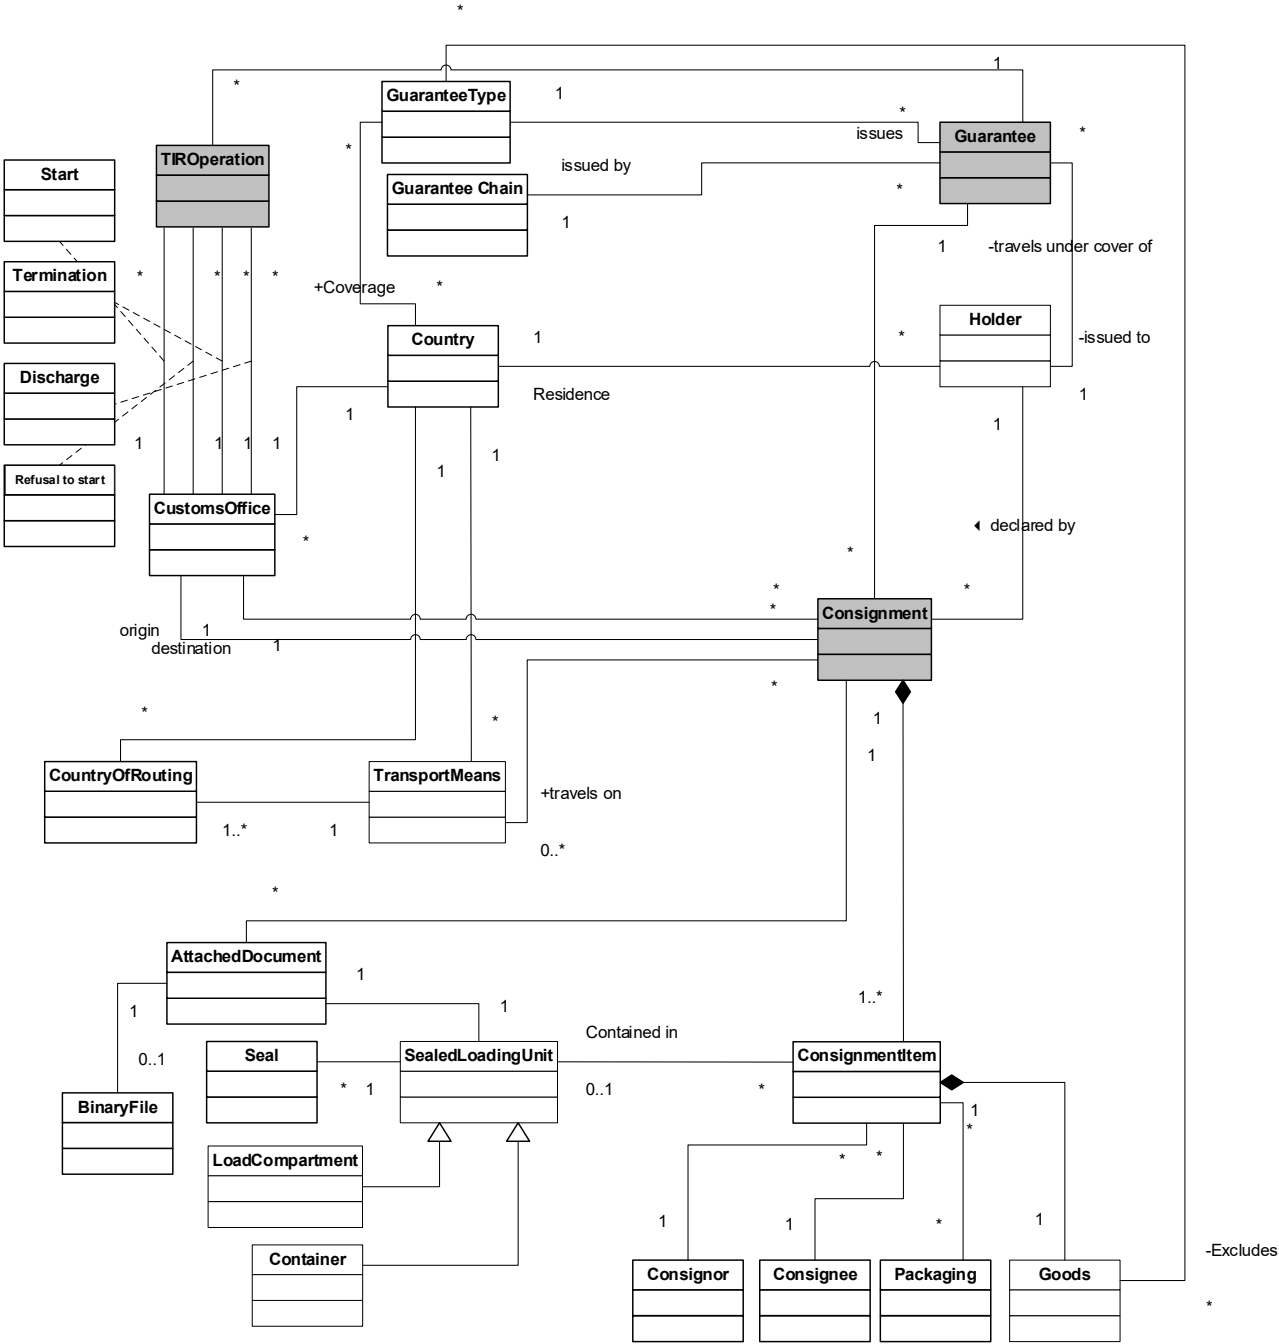 *
1
*
GuaranteeType
1
*
issues
Guarantee
*
*
TIROperation
Start
issued by
Guarantee Chain
*
1
1
-travels under cover of
Termination
*
*
*
*
+Coverage
*
Holder
Country
1
*
-issued to
Discharge
Residence
1
1
1
1
1
1
1
1
1
1
Refusal to start
CustomsOffice
◄ declared by
*
*
*
*
*
Consignment
origin
1
destination
1
*
*
1
*
1
CountryOfRouting
TransportMeans
+travels on
1..*
1
0..*
*
AttachedDocument
1
1..*
1
1
Contained in
0..1
Seal
SealedLoadingUnit
ConsignmentItem
*
1
0..1
*
BinaryFile
1
*
LoadCompartment
*
*
1
1
*
1
Container
-Excludes
Consignor
Consignee
Packaging
Goods
*